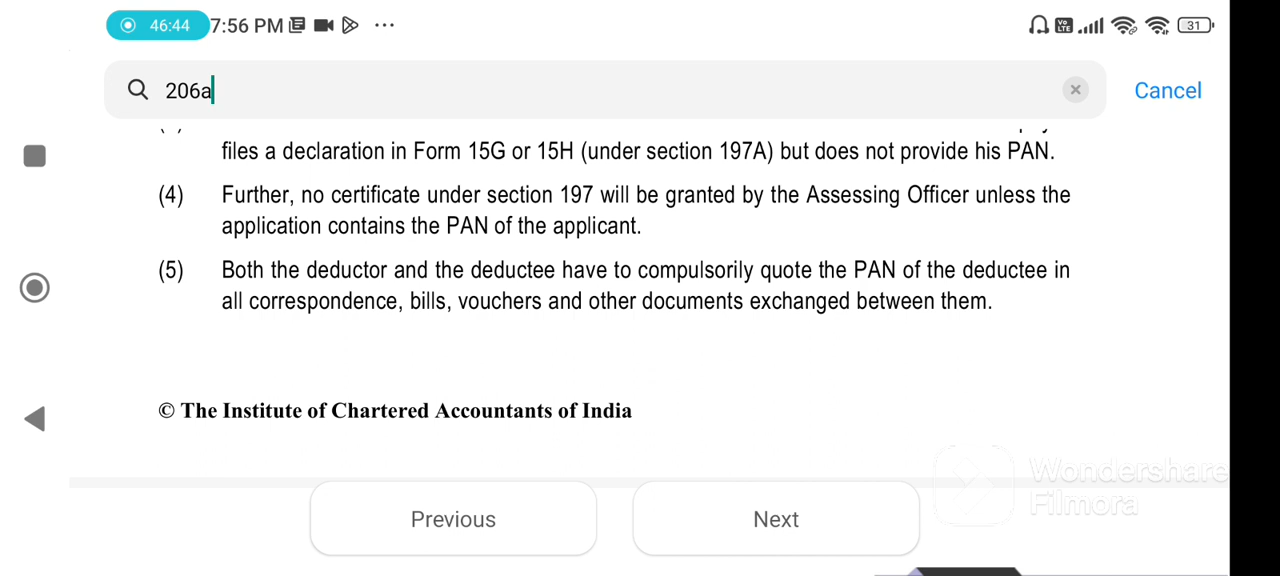 46:44 7:56 PM 31
206a
Cancel
files a declaration in Form 15G or 15H (under section 197A) but does not provide his PAN.
(4) Further, no certificate under section 197 will be granted by the Assessing Officer unless the
application contains the PAN of the applicant.
(5) Both the deductor and the deductee have to compulsorily quote the PAN of the deductee in
all correspondence, bills, vouchers and other documents exchanged between them.
© The Institute of Chartered Accountants of India
Wondershare
Filmora
Previous
Next